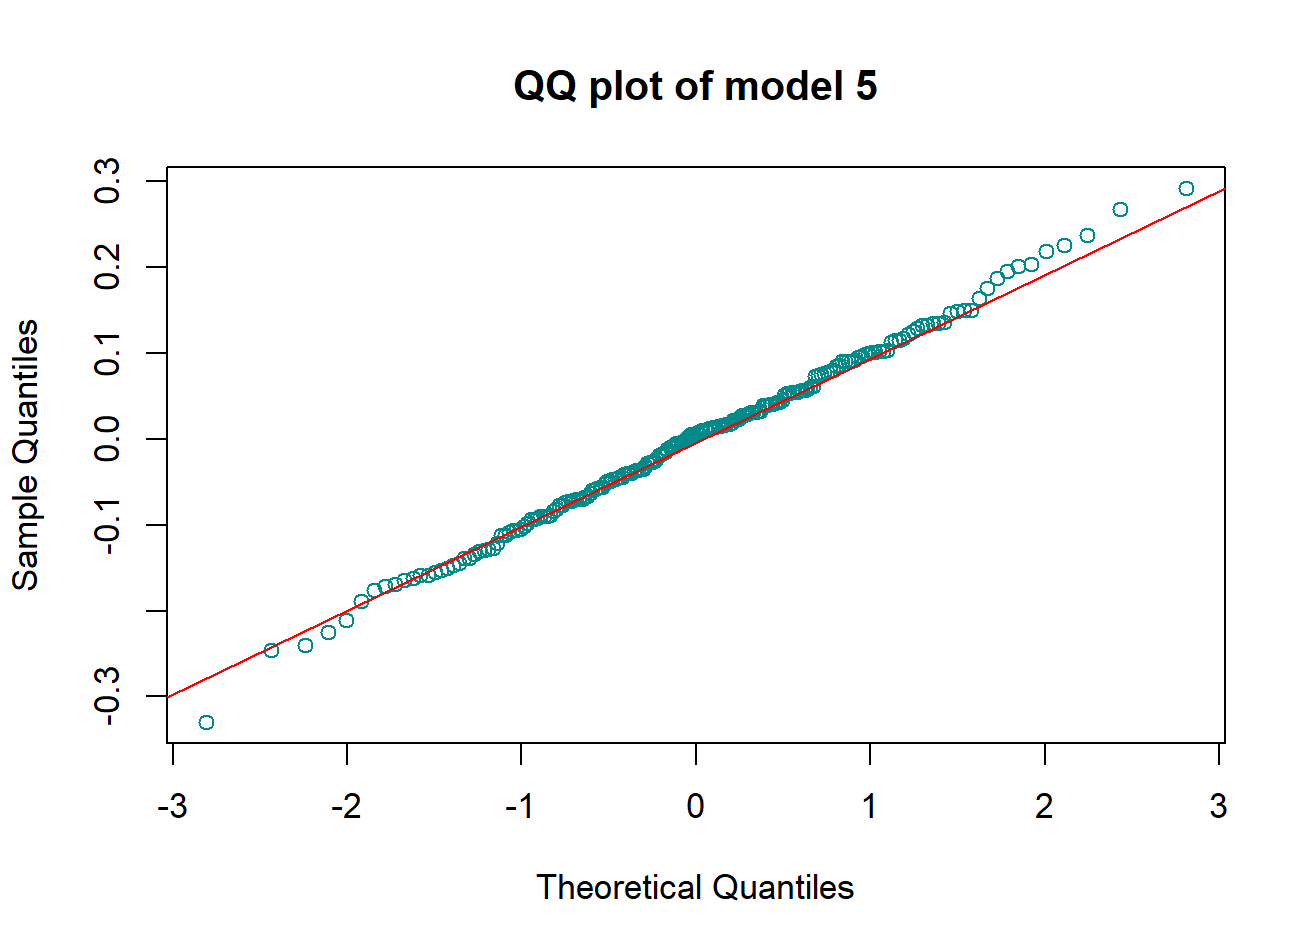 QQ plot of model 5
Sample Quantiles
0.3
0.2
0.1
0.0
-0.1
-0.3
-3 -2 -1 0 1 2 3
Theoretical Quantiles